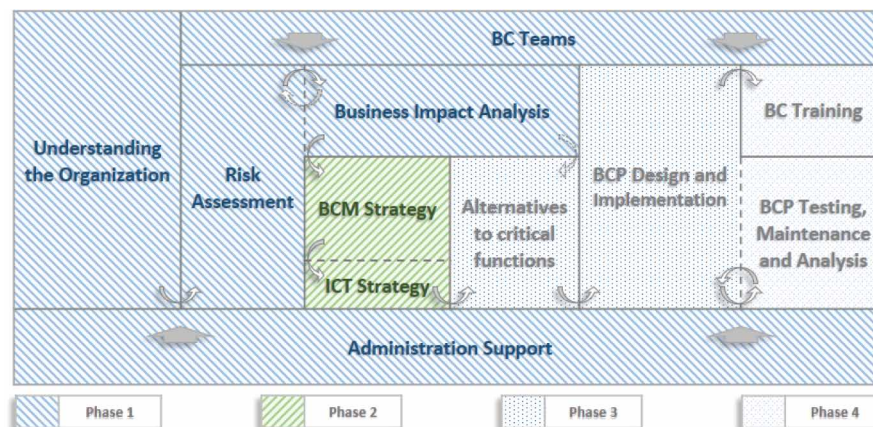 BC Teams
Understanding
the Organization
Risk
Assessment
Business Impact Analysis
BCM Strategy
ICT Strategy
Alternatives
to critical
functions
BCP Design and
Implementation
BC Training
BCP Testing,
Maintenance
and Analysis
Administration Support
Phase 1
Phase 2
Phase 3
Phase 4